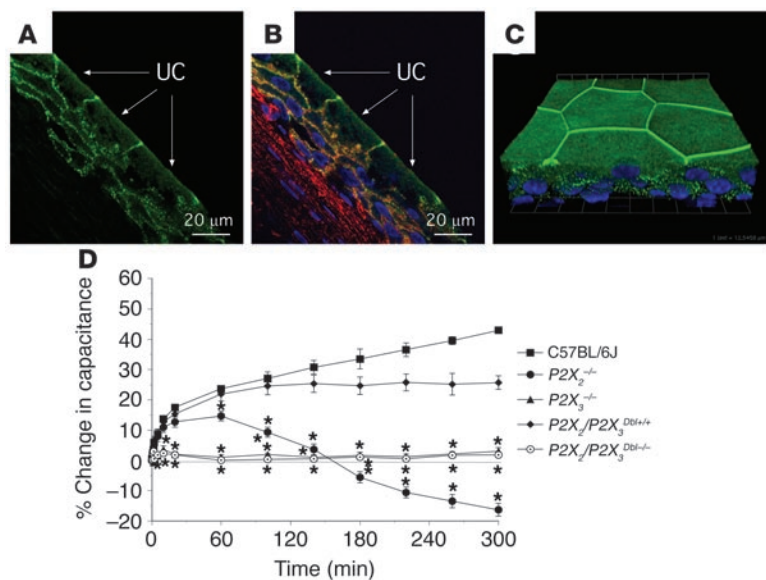 A
UC
20 µm
B
UC
20 µm
C
D
% Change in capacitance
60
50
40
30
20
10
0
−10
−20
0
60
120
180
240
300
Time (min)
C57BL/6J
P2X₂⁻/⁻
P2X₃⁻/⁻
P2X₂/P2X₃ᴰᵇˡ⁺/⁺
P2X₂/P2X₃ᴰᵇˡ⁻/⁻